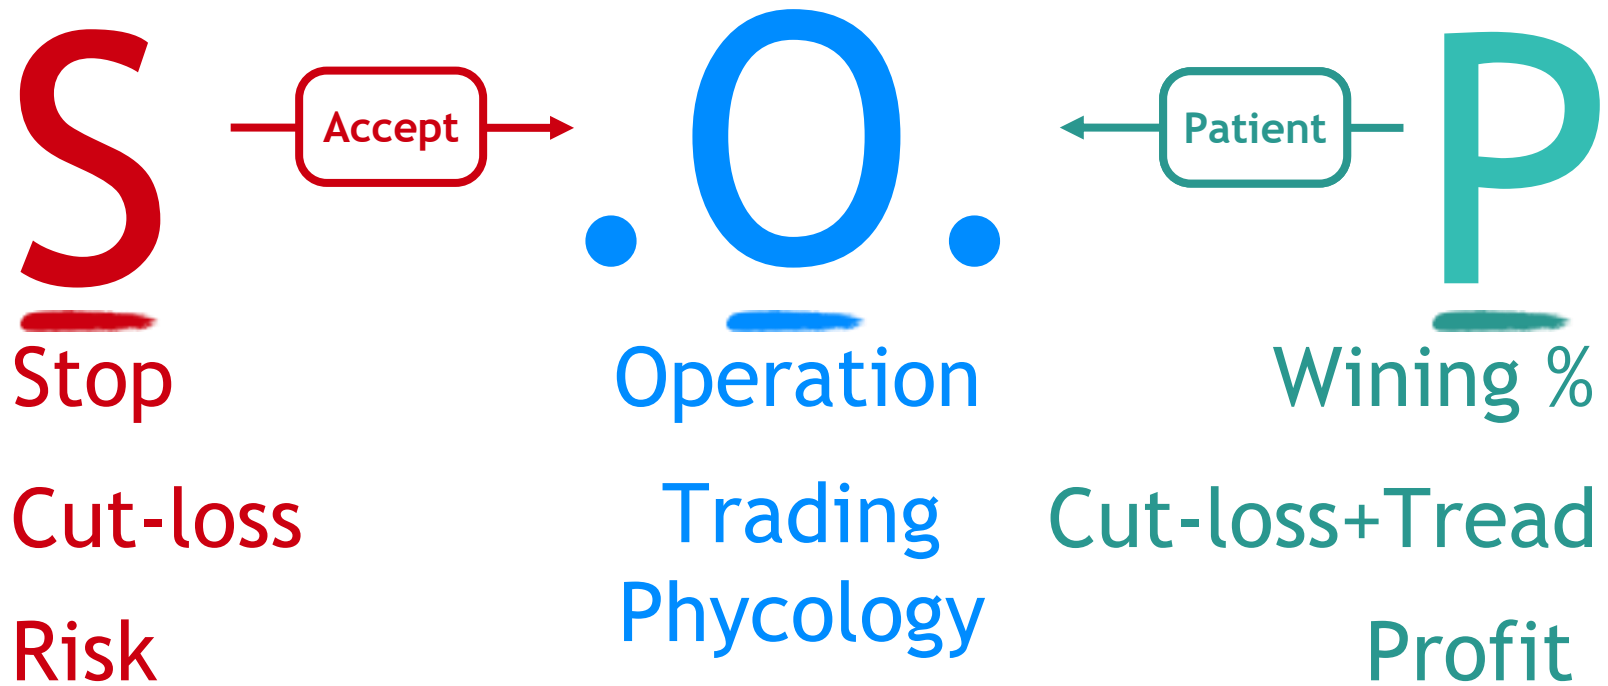 S .O. P
Accept
Patient
Stop
Operation
Wining %
Cut-loss
Trading
Phycology
Cut-loss+Tread
Risk
Profit